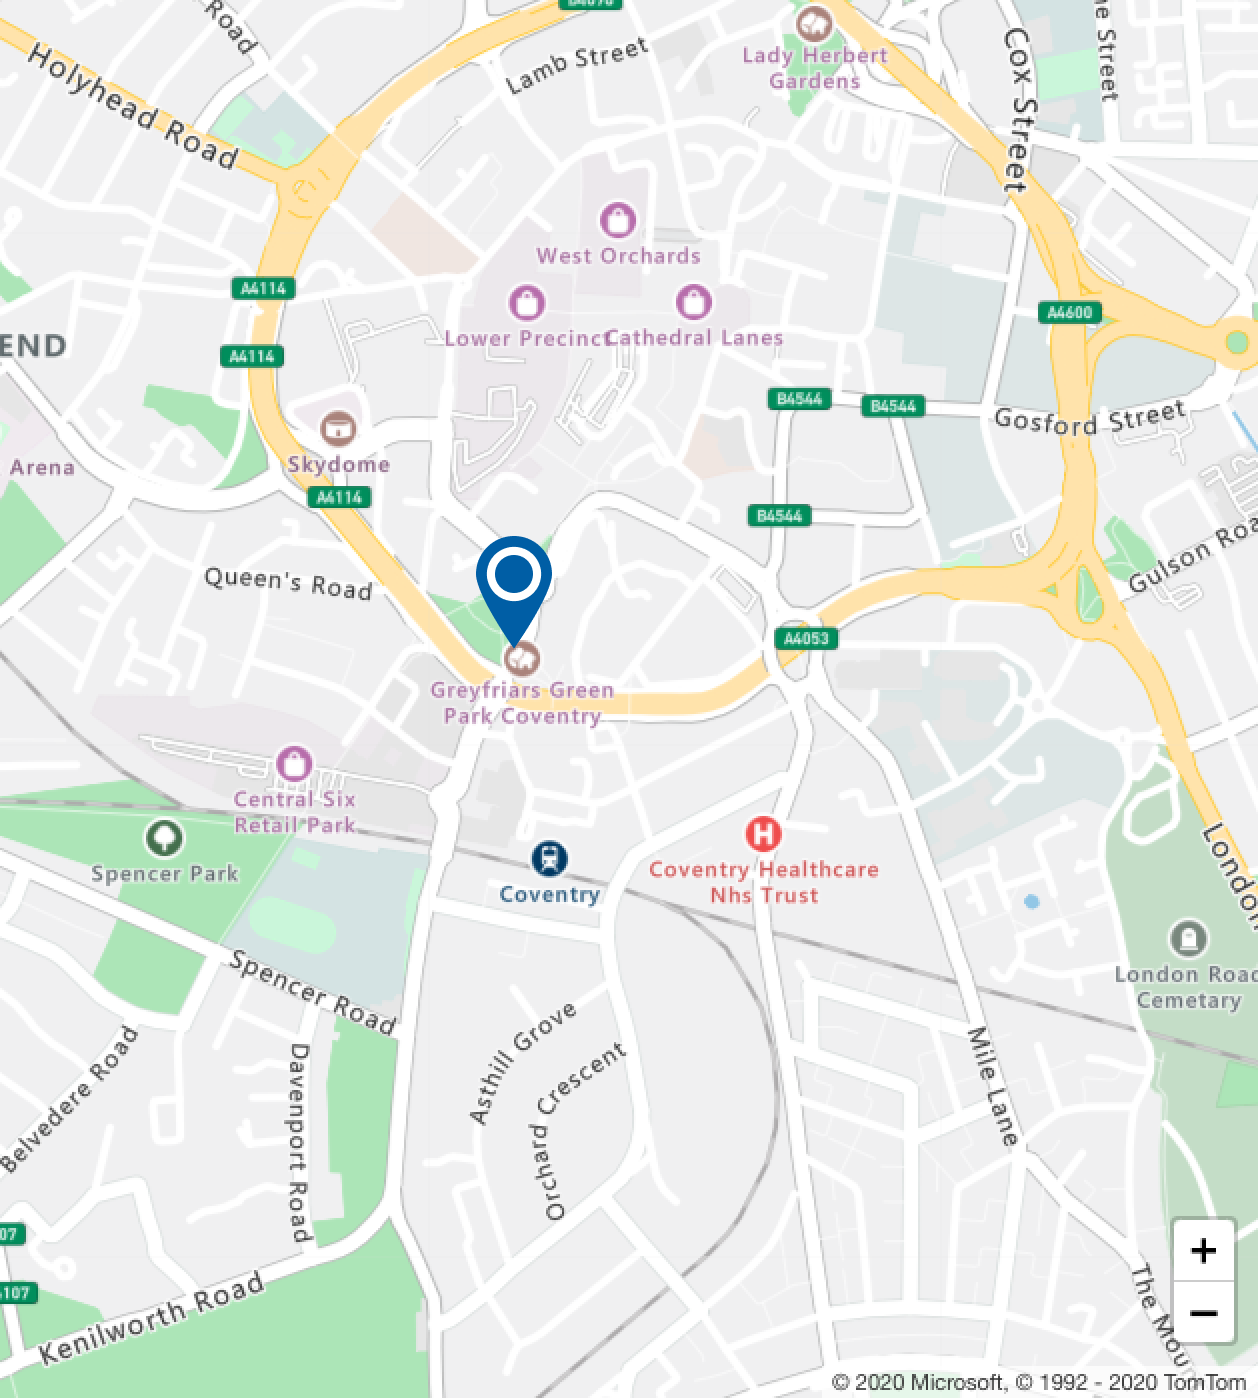 B4098
Road
Lamb Street
Lady Herbert
Gardens
Cox Street
Street
Holyhead Road
West Orchards
A4114
Lower Precinct
Cathedral Lanes
A4600
END
A4114
B4544
B4544
Gosford Street
Arena
Skydome
A4114
B4544
Gulson Roa
Queen's Road
A4053
Greyfriars Green
Park Coventry
Central Six
Retail Park
Spencer Park
Coventry
Coventry Healthcare
Nhs Trust
London
London Road
Cemetary
Spencer Road
Asthill Grove
Orchard Crescent
Mile Lane
Belvedere Road
Davenport Road
07
107
Kenilworth Road
The Moun
+
−
© 2020 Microsoft, © 1992 - 2020 TomTom